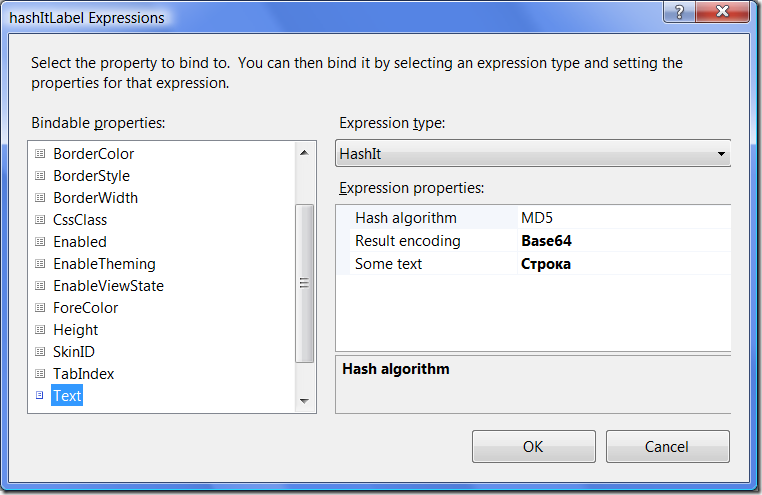 hashItLabel Expressions
Select the property to bind to.  You can then bind it by selecting an expression type and setting the
properties for that expression.
Bindable properties:
BorderColor
BorderStyle
BorderWidth
CssClass
Enabled
EnableTheming
EnableViewState
ForeColor
Height
SkinID
TabIndex
Text
Expression type:
HashIt
Expression properties:
Hash algorithm MD5
Result encoding Base64
Some text Строка
Hash algorithm
OK Cancel